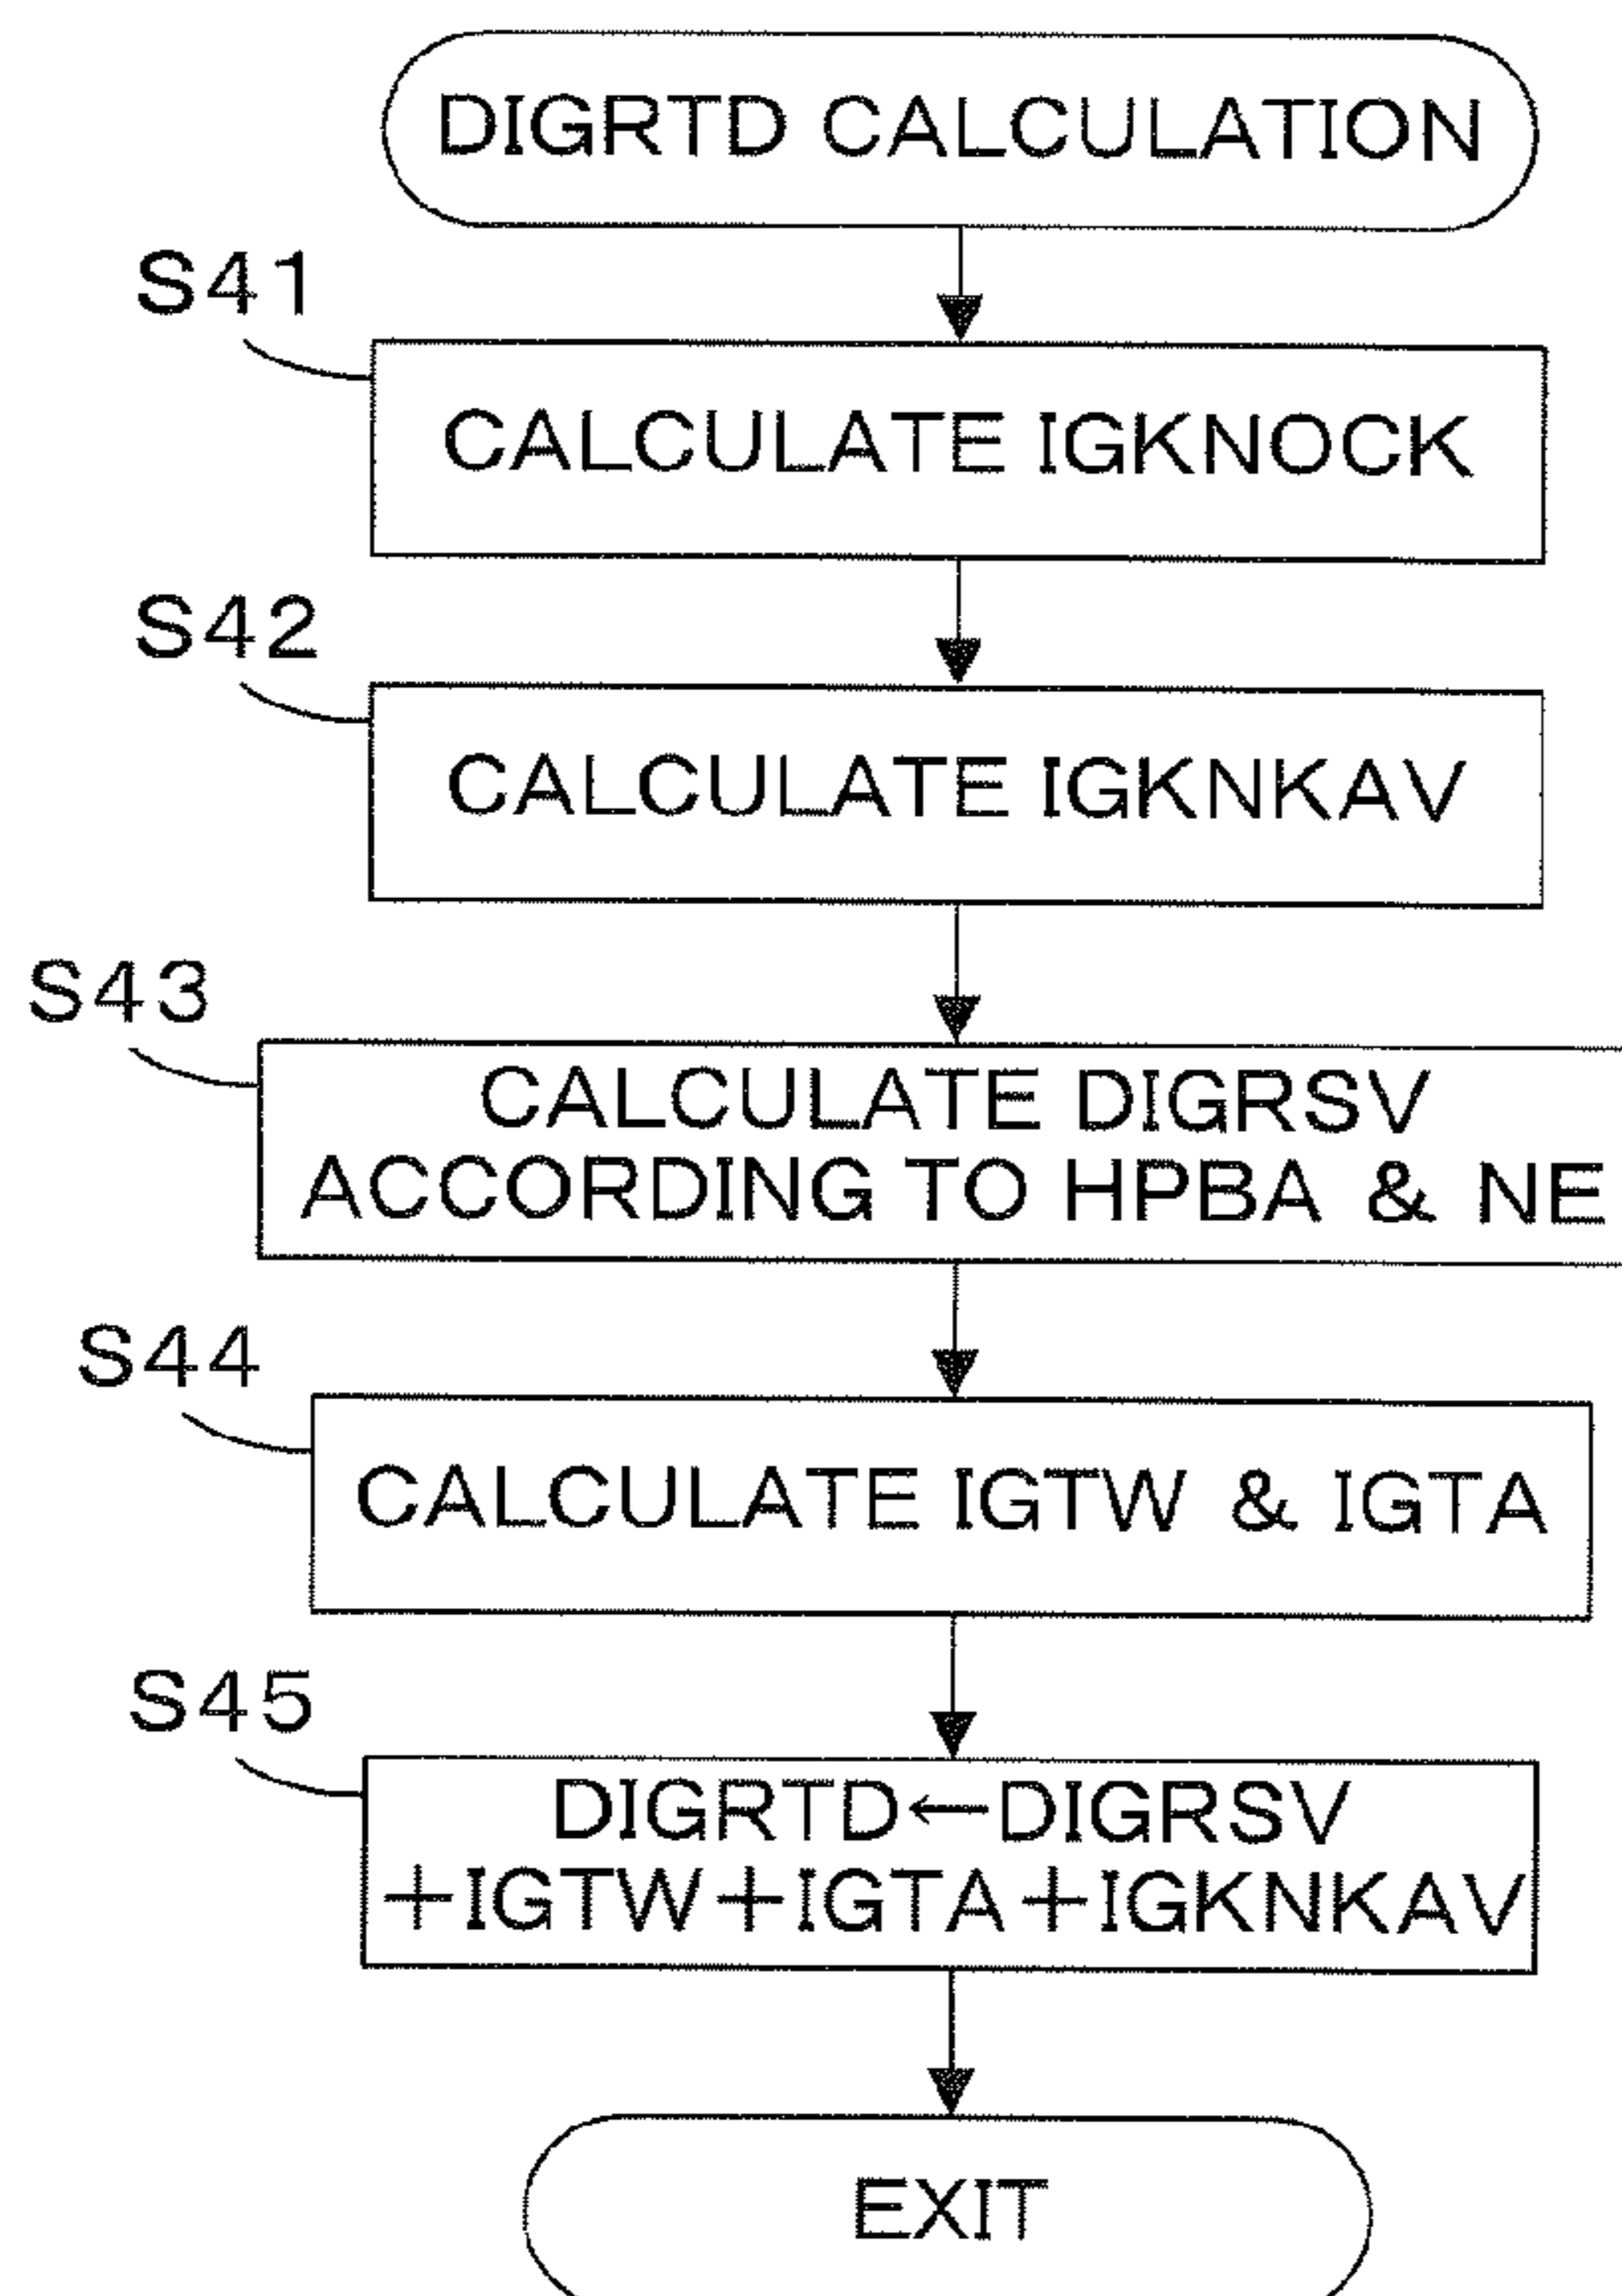 DIGRTD CALCULATION
S41
CALCULATE IGKNOCK
S42
CALCULATE IGKNKAV
S43
CALCULATE DIGRSV
ACCORDING TO HPBA & NE
S44
CALCULATE IGTW & IGTA
S45
DIGRTD←DIGRSV
+IGTW+IGTA+IGKNKAV
EXIT